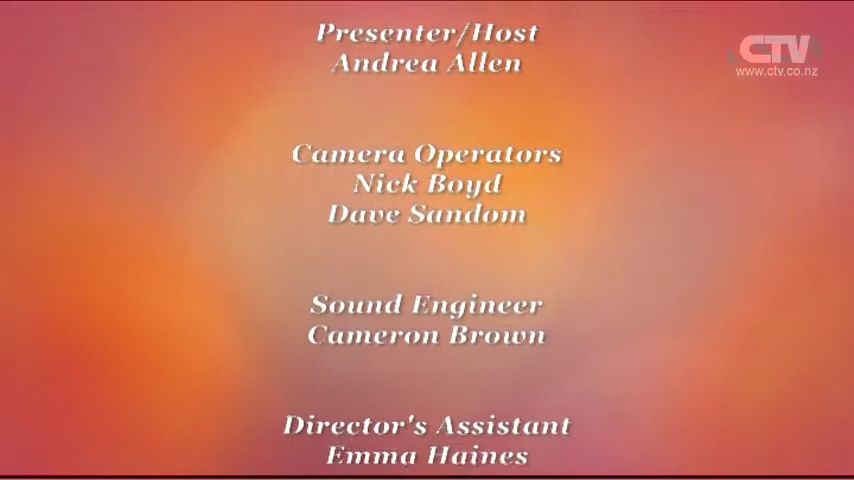 Presenter/Host
Andrea Allen
CTV
www.ctv.co.nz
Camera Operators
Nick Boyd
Dave Sandom
Sound Engineer
Cameron Brown
Director's Assistant
Emma Haines